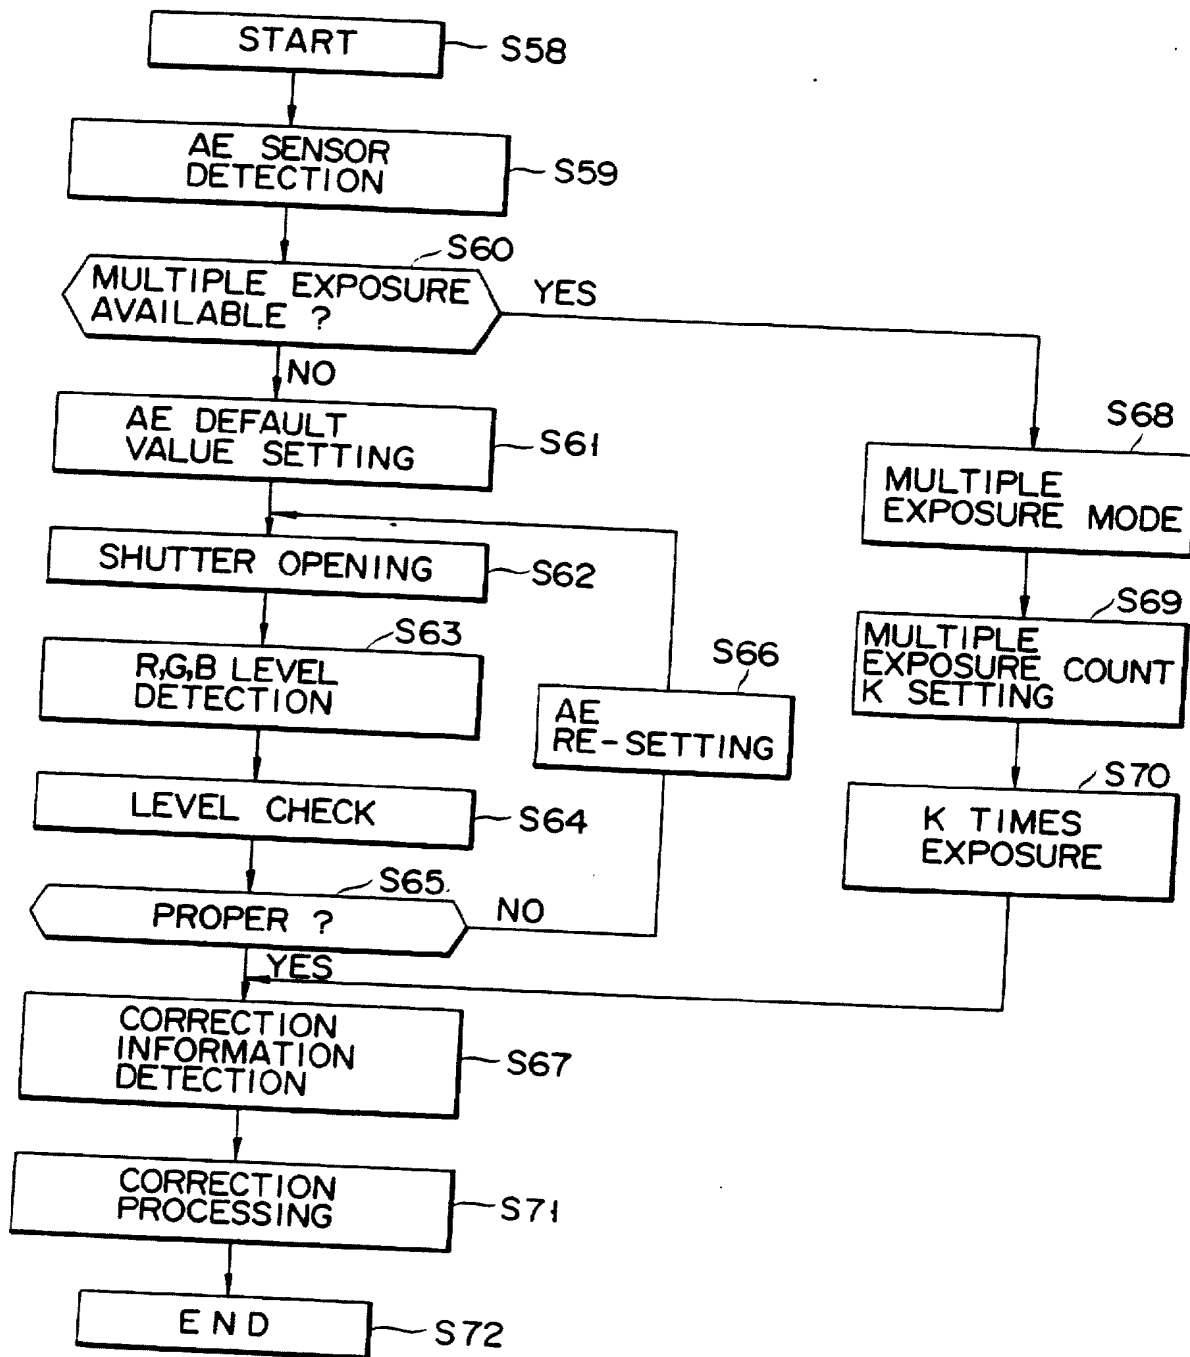 START
S58
AE SENSOR
DETECTION
S59
S60
MULTIPLE EXPOSURE
AVAILABLE ?
YES
NO
AE DEFAULT
VALUE SETTING
S61
S68
MULTIPLE
EXPOSURE MODE
SHUTTER OPENING
S62
S69
MULTIPLE
EXPOSURE COUNT
K SETTING
S63
R,G,B LEVEL
DETECTION
S66
AE
RE-SETTING
S70
K TIMES
EXPOSURE
LEVEL CHECK
S64
S65
PROPER ?
NO
YES
CORRECTION
INFORMATION
DETECTION
S67
CORRECTION
PROCESSING
S71
END
S72